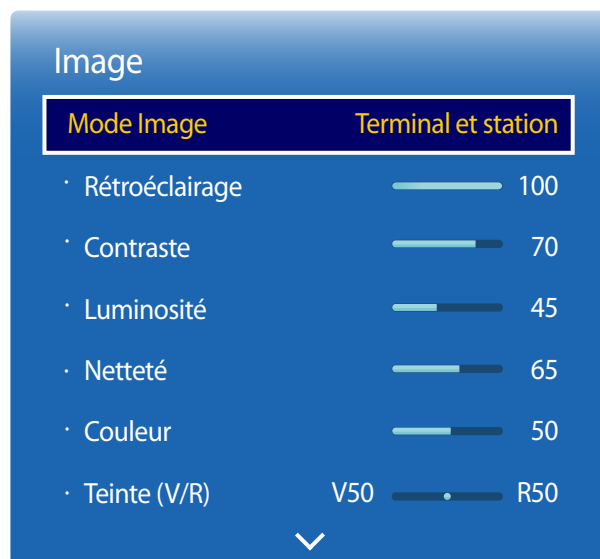 Image
Mode Image Terminal et station
· Rétroéclairage 100
· Contraste 70
· Luminosité 45
· Netteté 65
· Couleur 50
· Teinte (V/R) V50 R50